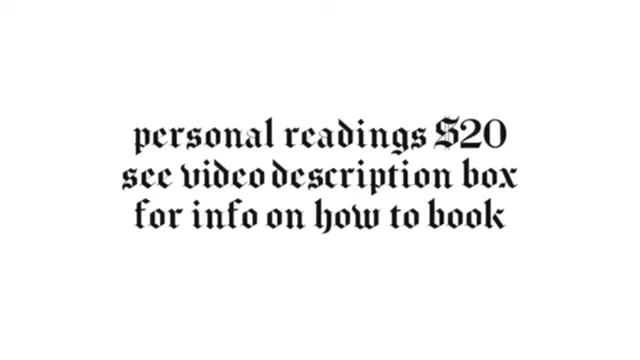 personal readings $20
see video description box
for info on how to book